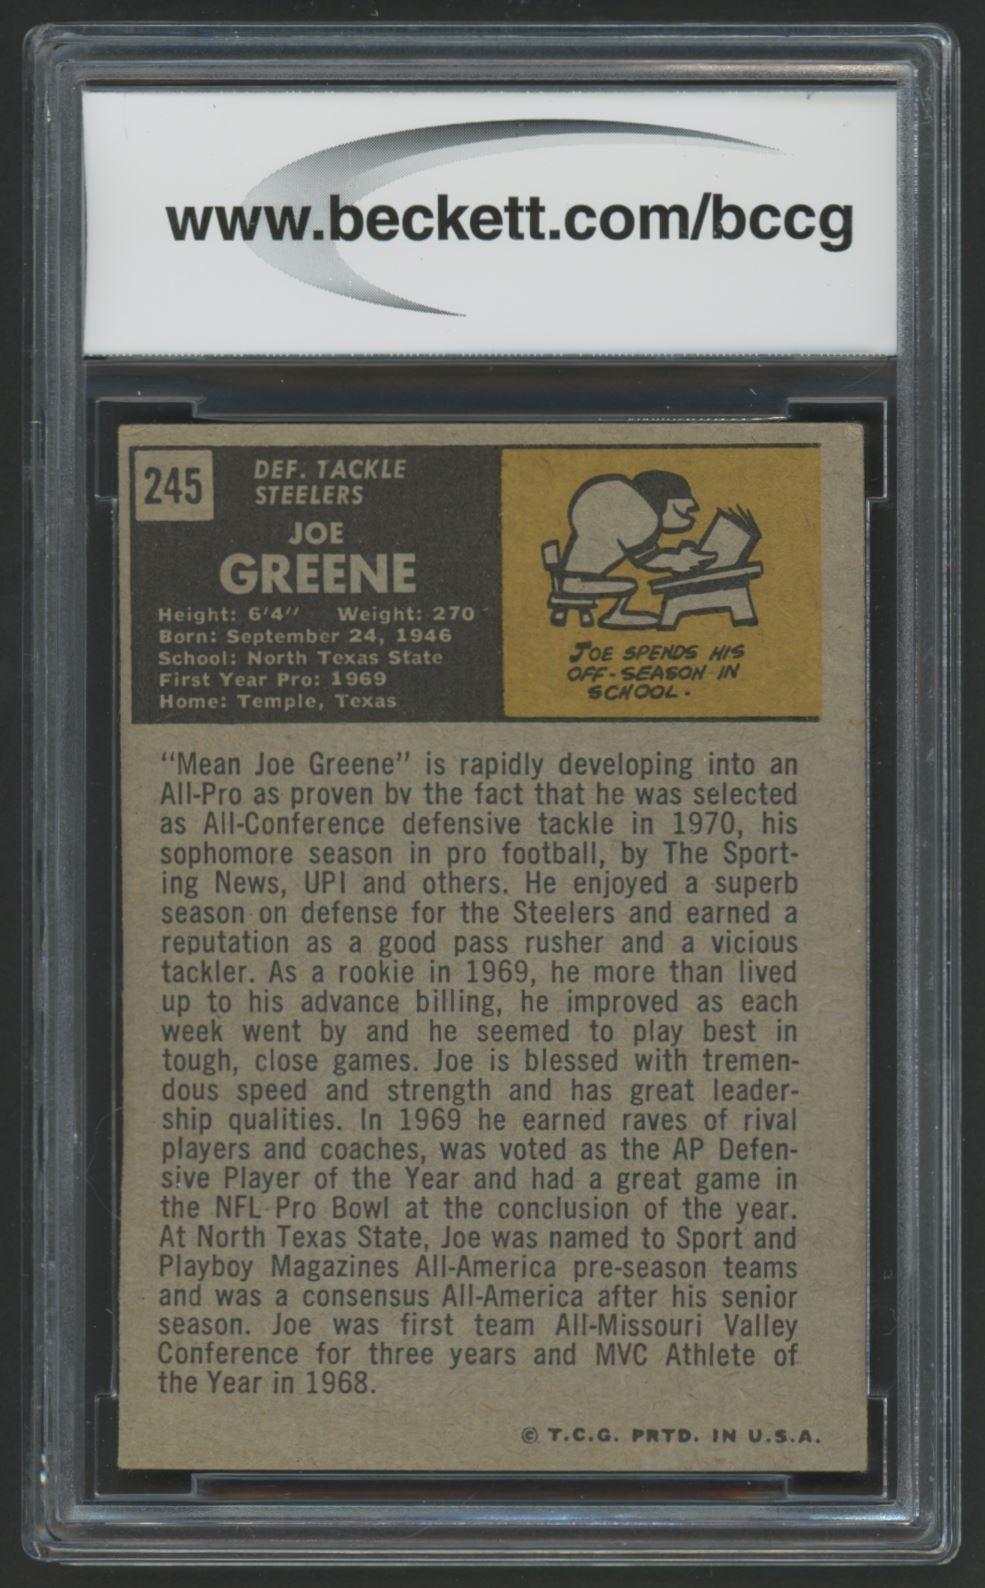 www.beckett.com/bccg
245
DEF. TACKLE
STEELERS
JOE
GREENE
Height: 6'4" Weight: 270
Born: September 24, 1946
School: North Texas State
First Year Pro: 1969
Home: Temple, Texas
JOE SPENDS HIS
OFF-SEASON IN
SCHOOL.
"Mean Joe Greene" is rapidly developing into an
All-Pro as proven by the fact that he was selected
as All-Conference defensive tackle in 1970, his
sophomore season in pro football, by The Sport-
ing News, UPI and others. He enjoyed a superb
season on defense for the Steelers and earned a
reputation as a good pass rusher and a vicious
tackler. As a rookie in 1969, he more than lived
up to his advance billing, he improved as each
week went by and he seemed to play best in
tough, close games. Joe is blessed with tremen-
dous speed and strength and has great leader-
ship qualities. In 1969 he earned raves of rival
players and coaches, was voted as the AP Defen-
sive Player of the Year and had a great game in
the NFL Pro Bowl at the conclusion of the year.
At North Texas State, Joe was named to Sport and
Playboy Magazines All-America pre-season teams
and was a consensus All-America after his senior
season. Joe was first team All-Missouri Valley
Conference for three years and MVC Athlete of
the Year in 1968.
© T.C.G. PRTD. IN U.S.A.